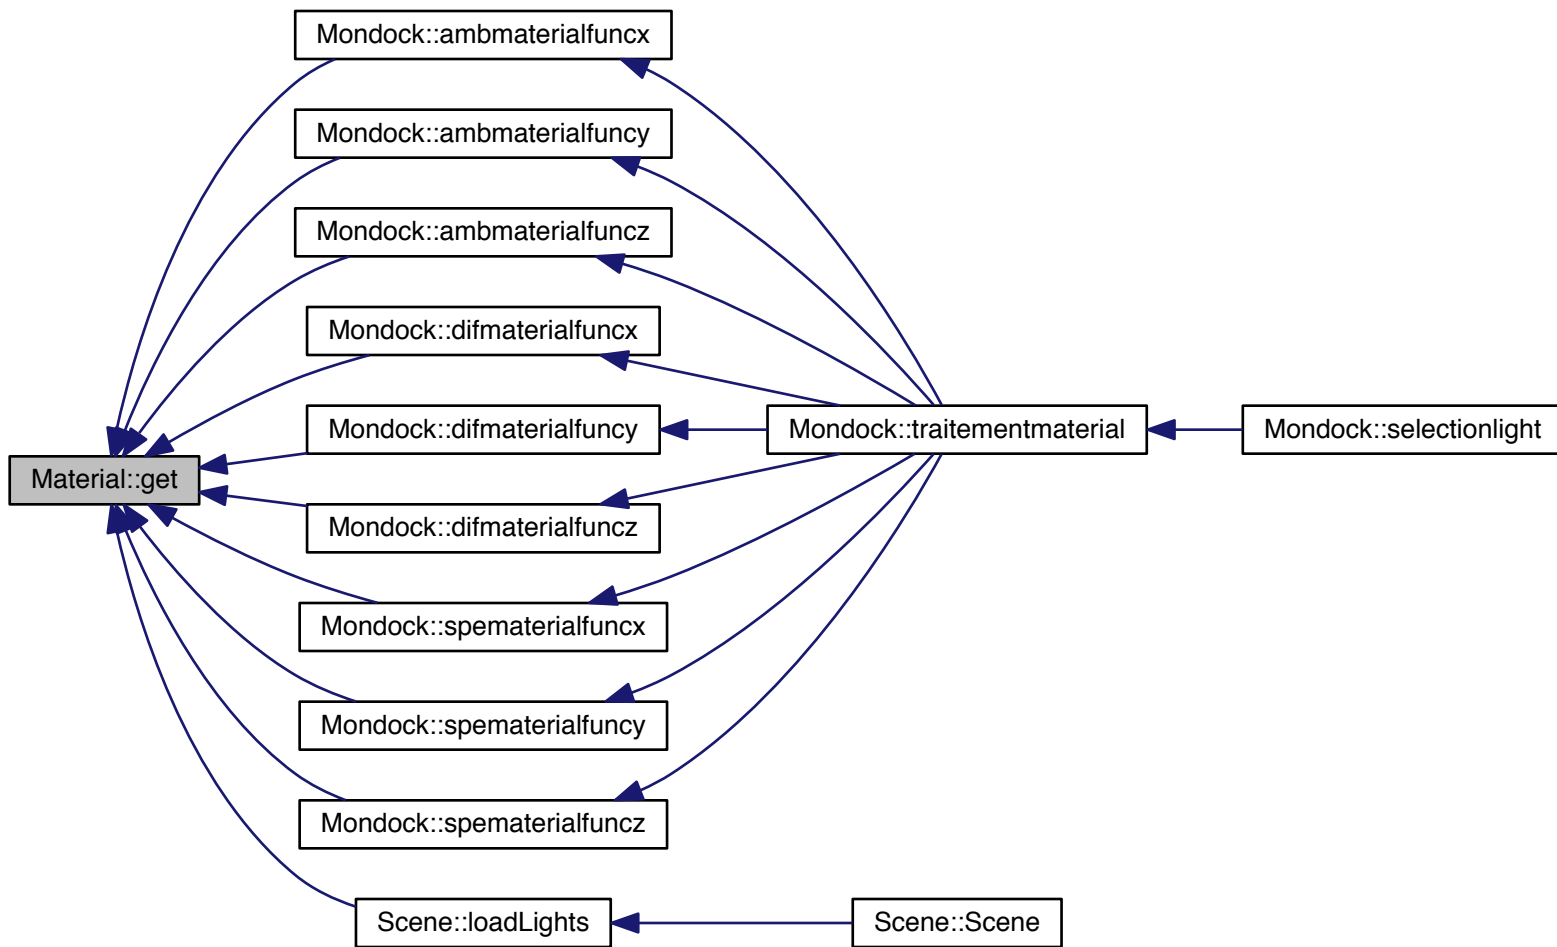 Mondock::ambmaterialfuncx
Mondock::ambmaterialfuncy
Mondock::ambmaterialfuncz
Mondock::difmaterialfuncx
Mondock::difmaterialfuncy
Mondock::traitementmaterial
Mondock::selectionlight
Material::get
Mondock::difmaterialfuncz
Mondock::spematerialfuncx
Mondock::spematerialfuncy
Mondock::spematerialfuncz
Scene::loadLights
Scene::Scene